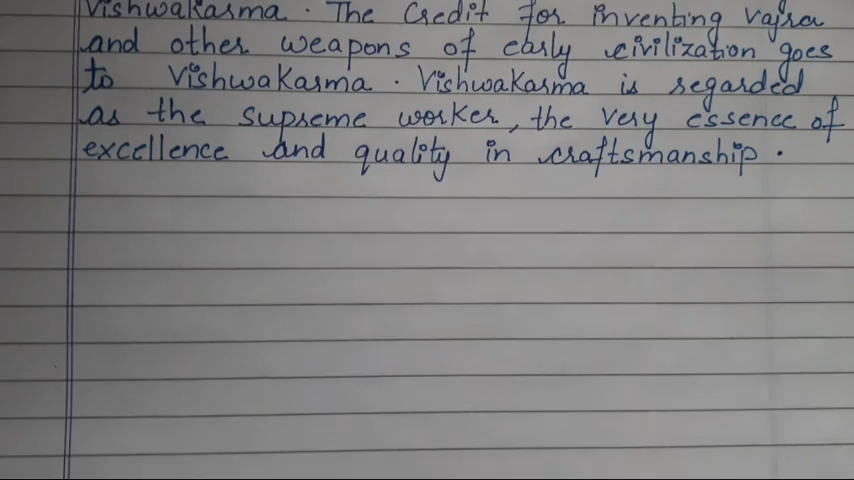 Vishwakarma. The Credit for inventing vajra
and other weapons of early civilization goes
to Vishwakarma. Vishwakarma is regarded
as the supreme worker, the very essence of
excellence and quality in craftsmanship.